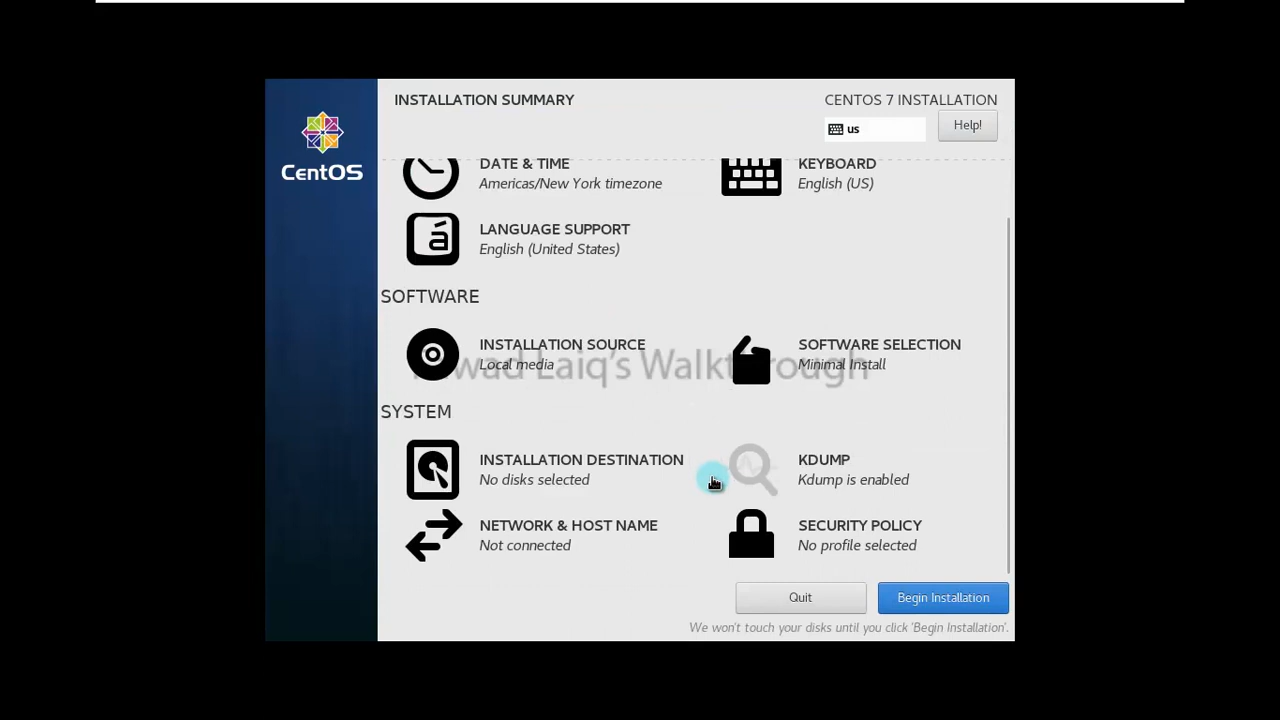 INSTALLATION SUMMARY
CENTOS 7 INSTALLATION
us
Help!
CentOS
DATE & TIME
Americas/New York timezone
KEYBOARD
English (US)
á
LANGUAGE SUPPORT
English (United States)
SOFTWARE
INSTALLATION SOURCE
Local media
SOFTWARE SELECTION
Minimal Install
Laiq's Walkthrough
SYSTEM
INSTALLATION DESTINATION
No disks selected
KDUMP
Kdump is enabled
NETWORK & HOST NAME
Not connected
SECURITY POLICY
No profile selected
Quit
Begin Installation
We won't touch your disks until you click 'Begin Installation'.